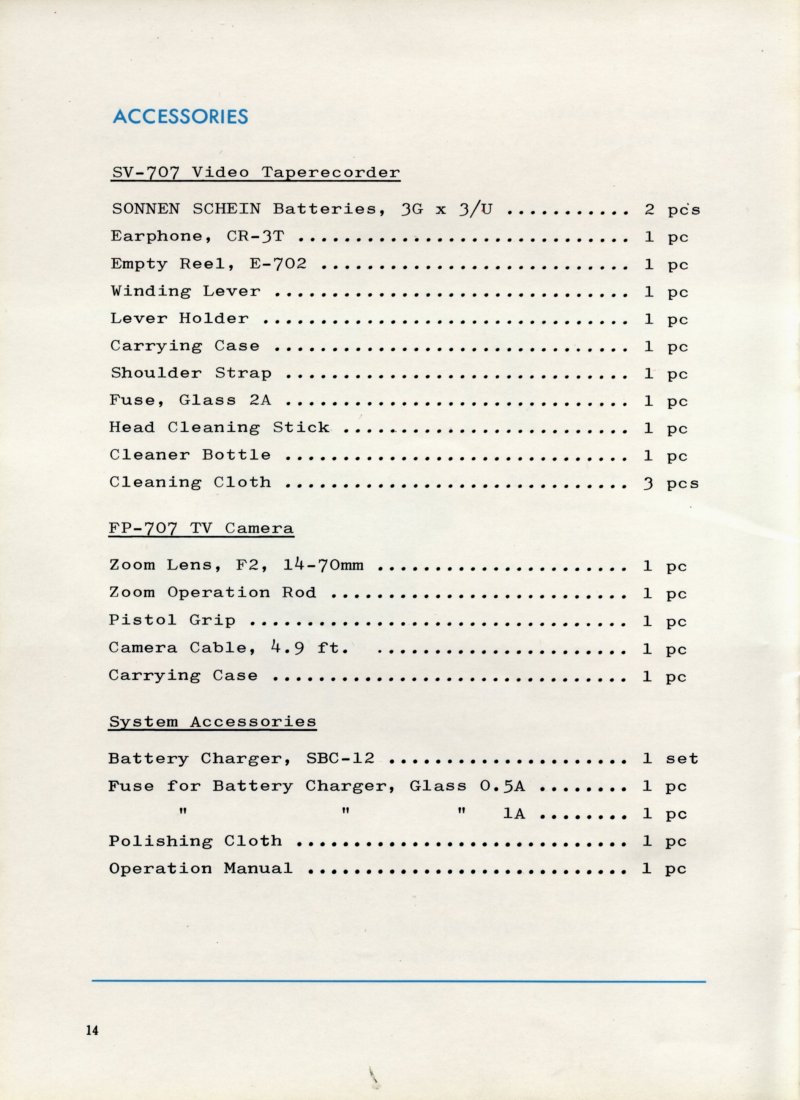 ACCESSORIES
SV-707 Video Taperecorder
SONNEN SCHEIN Batteries, 3G x 3/U ........... 2 pcs
Earphone, CR-3T ............................. 1 pc
Empty Reel, E-702 ........................... 1 pc
Winding Lever ............................... 1 pc
Lever Holder ................................ 1 pc
Carrying Case ............................... 1 pc
Shoulder Strap .............................. 1 pc
Fuse, Glass 2A .............................. 1 pc
Head Cleaning Stick ......................... 1 pc
Cleaner Bottle .............................. 1 pc
Cleaning Cloth .............................. 3 pcs
FP-707 TV Camera
Zoom Lens, F2, 14-70mm ...................... 1 pc
Zoom Operation Rod .......................... 1 pc
Pistol Grip ................................. 1 pc
Camera Cable, 4.9 ft. ...................... 1 pc
Carrying Case ............................... 1 pc
System Accessories
Battery Charger, SBC-12 ..................... 1 set
Fuse for Battery Charger, Glass 0.5A ........ 1 pc
" " " 1A ........ 1 pc
Polishing Cloth ............................. 1 pc
Operation Manual ............................ 1 pc
14